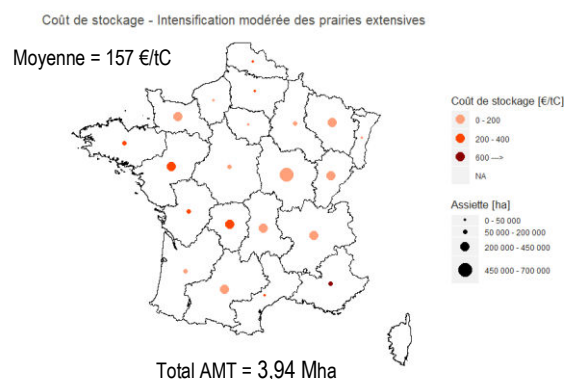 Coût de stockage - Intensification modérée des prairies extensives
Moyenne = 157 €/tC
Coût de stockage [€/tC]
0 - 200
200 - 400
600 --->
NA
Assiette [ha]
0 - 50 000
50 000 - 200 000
200 000 - 450 000
450 000 - 700 000
Total AMT = 3,94 Mha